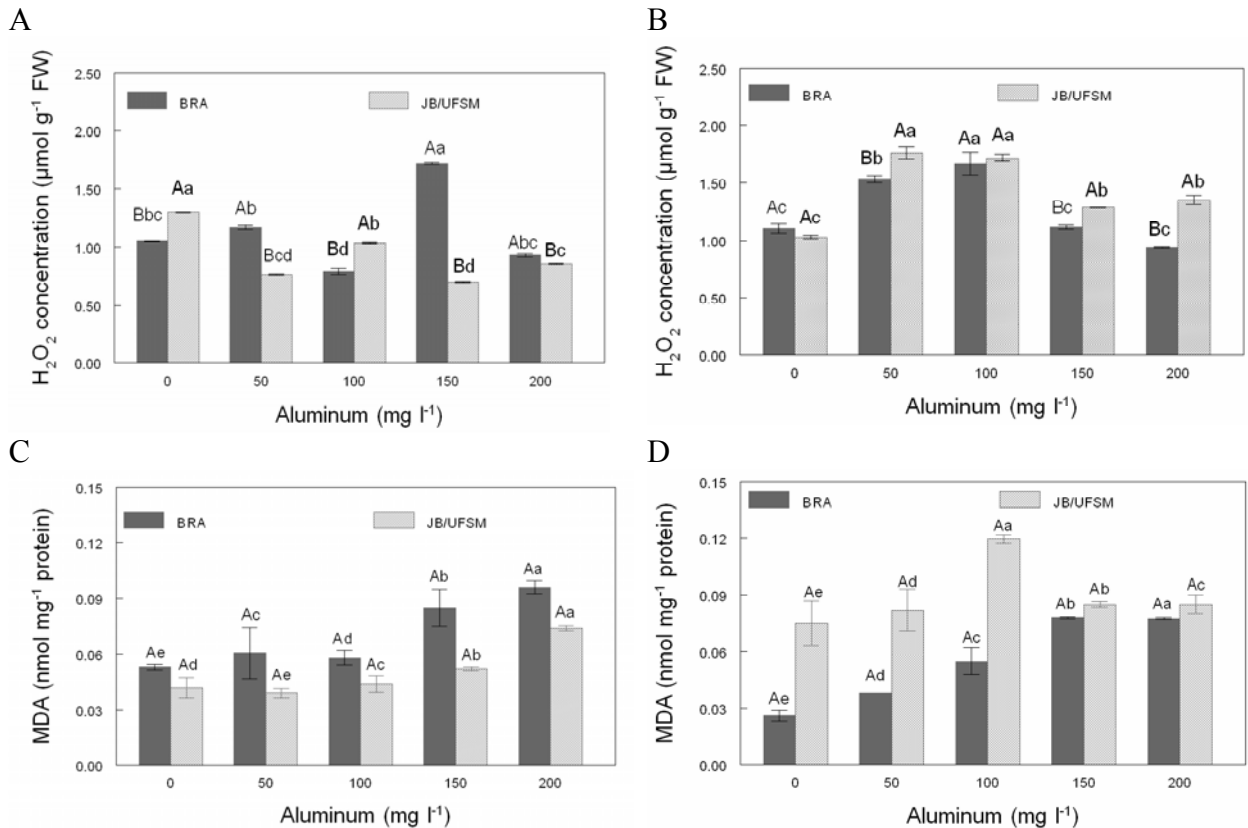 A
H₂O₂ concentration (µmol g⁻¹ FW)
2.50
2.00
1.50
1.00
0.50
0.00
BRA
JB/UFSM
Bbc
Aa
Ab
Bcd
Bd
Ab
Aa
Bd
Abc
Bc
0
50
100
150
200
Aluminum (mg l⁻¹)
B
H₂O₂ concentration (µmol g⁻¹ FW)
2.50
2.00
1.50
1.00
0.50
0.00
BRA
JB/UFSM
Ac
Ac
Bb
Aa
Aa
Aa
Bc
Ab
Bc
Ab
0
50
100
150
200
Aluminum (mg l⁻¹)
C
MDA (nmol mg⁻¹ protein)
0.15
0.12
0.09
0.06
0.03
0.00
BRA
JB/UFSM
Ae
Ad
Ac
Ae
Ad
Ac
Ab
Ab
Aa
Aa
0
50
100
150
200
Aluminum (mg l⁻¹)
D
MDA (nmol mg⁻¹ protein)
0.15
0.12
0.09
0.06
0.03
0.00
BRA
JB/UFSM
Ae
Ae
Ad
Ad
Ac
Aa
Ab
Ab
Aa
Ac
0
50
100
150
200
Aluminum (mg l⁻¹)